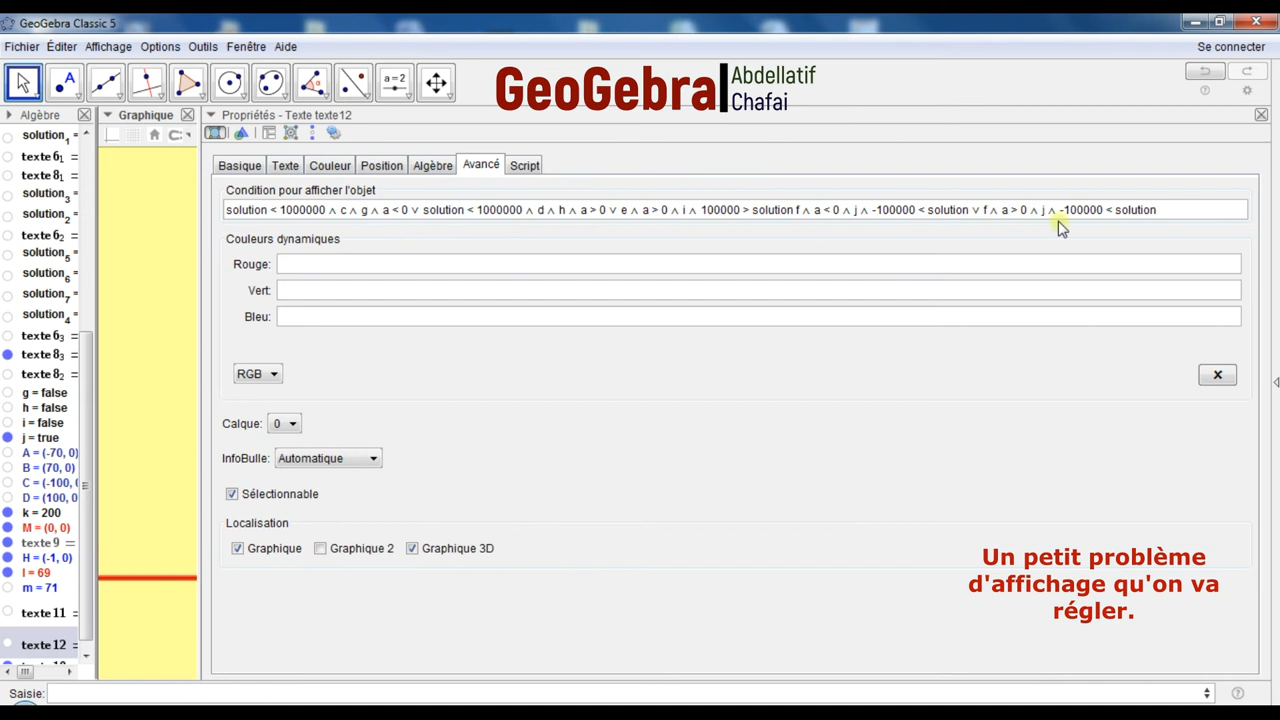 GeoGebra Classic 5
Fichier Éditer Affichage Options Outils Fenêtre Aide
Se connecter
A
a=2
GeoGebra
Abdellatif
Chafai
Algèbre
Graphique
Propriétés - Texte texte12
Basique Texte Couleur Position Algèbre Avancé Script
Condition pour afficher l'objet
solution < 1000000 ∧ c ∧ g ∧ a < 0 ∨ solution < 1000000 ∧ d ∧ h ∧ a > 0 ∨ e ∧ a > 0 ∧ i ∧ 100000 > solution f ∧ a < 0 ∧ j ∧ -100000 < solution ∨ f ∧ a > 0 ∧ j ∧ -100000 < solution
Couleurs dynamiques
Rouge:
Vert:
Bleu:
RGB
Calque: 0
InfoBulle: Automatique
Sélectionnable
Localisation
Graphique Graphique 2 Graphique 3D
solution₁ =
texte6₁ =
texte8₁ =
solution₃ =
solution₂ =
texte6₂ =
solution₅ =
solution₆ =
solution₇ =
solution₄ =
texte6₃ =
texte8₃ =
texte8₂ =
g = false
h = false
i = false
j = true
A = (-70, 0)
B = (70, 0)
C = (-100, 0)
D = (100, 0)
k = 200
M = (0, 0)
texte9 =
H = (-1, 0)
l = 69
m = 71
texte11 =
texte12 =
Un petit problème
d'affichage qu'on va
régler.
Saisie: